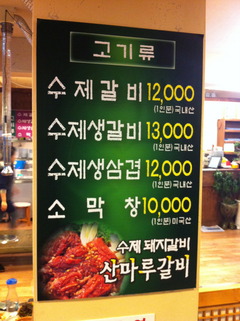 고기류
수제갈비 12,000
(1인분)국내산
수제생갈비 13,000
(1인분)국내산
수제생삼겹 12,000
(1인분)국내산
소막창 10,000
(1인분)미국산
수제 돼지갈비
산마루갈비